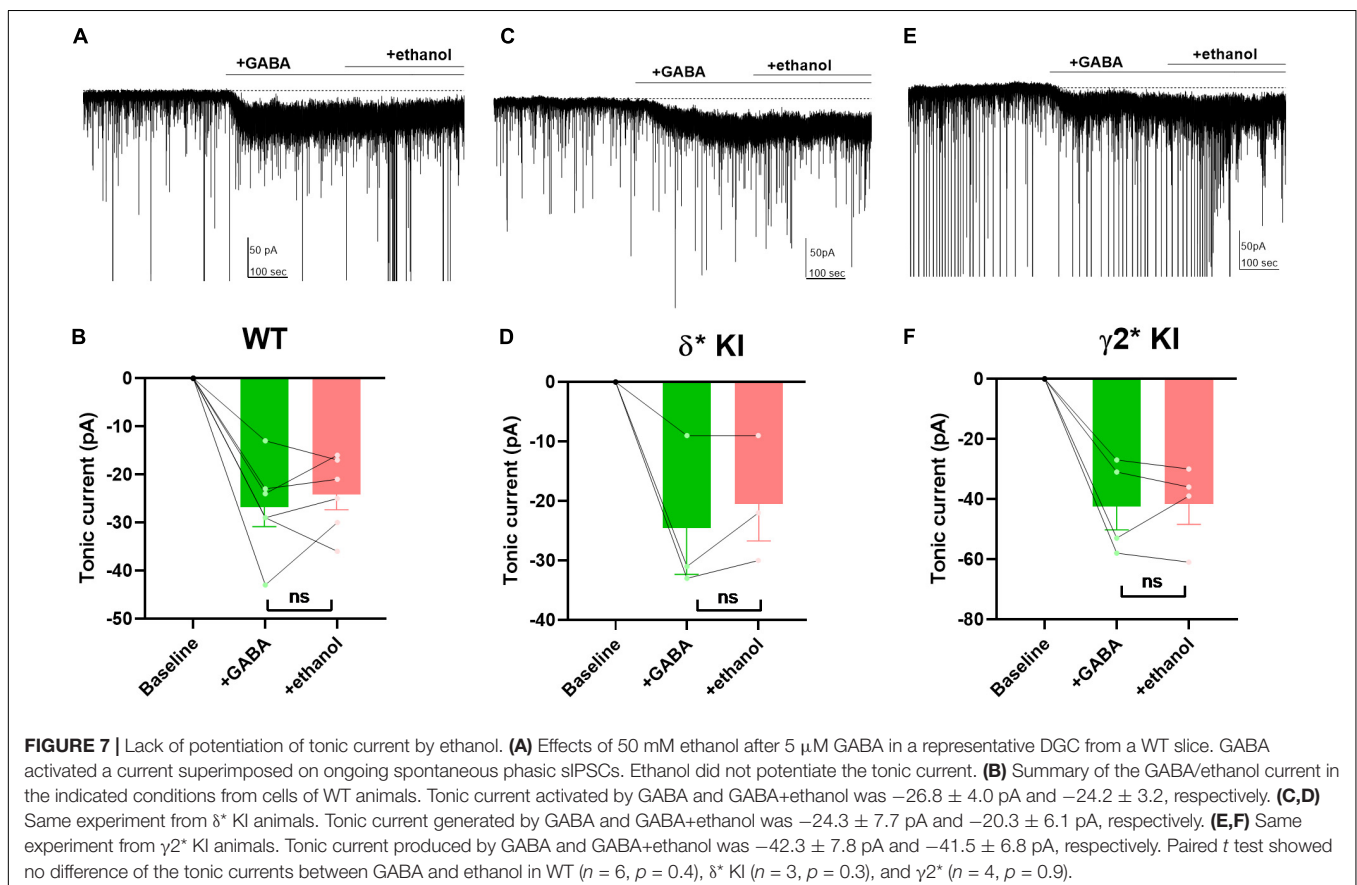 A
+GABA
+ethanol
50 pA
100 sec
C
+GABA
+ethanol
50pA
100 sec
E
+GABA
+ethanol
50pA
100 sec
B
WT
Tonic current (pA)
0
-10
-20
-30
-40
-50
ns
Baseline
+GABA
+ethanol
D
δ* KI
Tonic current (pA)
0
-10
-20
-30
-40
ns
Baseline
+GABA
+ethanol
F
γ2* KI
Tonic current (pA)
0
-20
-40
-60
-80
ns
Baseline
+GABA
+ethanol
FIGURE 7 | Lack of potentiation of tonic current by ethanol. (A) Effects of 50 mM ethanol after 5 μM GABA in a representative DGC from a WT slice. GABA
activated a current superimposed on ongoing spontaneous phasic sIPSCs. Ethanol did not potentiate the tonic current. (B) Summary of the GABA/ethanol current in
the indicated conditions from cells of WT animals. Tonic current activated by GABA and GABA+ethanol was −26.8 ± 4.0 pA and −24.2 ± 3.2, respectively. (C,D)
Same experiment from δ* KI animals. Tonic current generated by GABA and GABA+ethanol was −24.3 ± 7.7 pA and −20.3 ± 6.1 pA, respectively. (E,F) Same
experiment from γ2* KI animals. Tonic current produced by GABA and GABA+ethanol was −42.3 ± 7.8 pA and −41.5 ± 6.8 pA, respectively. Paired t test showed
no difference of the tonic currents between GABA and ethanol in WT (n = 6, p = 0.4), δ* KI (n = 3, p = 0.3), and γ2* (n = 4, p = 0.9).